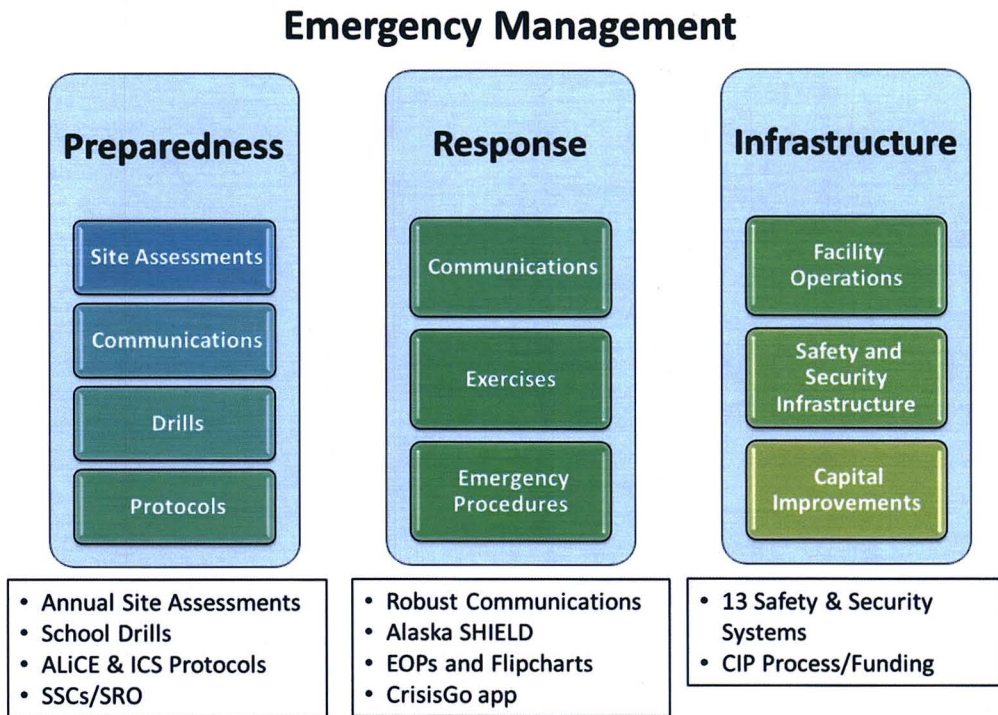 Emergency Management
Preparedness
Site Assessments
Communications
Drills
Protocols
• Annual Site Assessments
• School Drills
• ALiCE & ICS Protocols
• SSCs/SRO
Response
Communications
Exercises
Emergency
Procedures
• Robust Communications
• Alaska SHIELD
• EOPs and Flipcharts
• CrisisGo app
Infrastructure
Facility
Operations
Safety and
Security
Infrastructure
Capital
Improvements
• 13 Safety & Security
Systems
• CIP Process/Funding